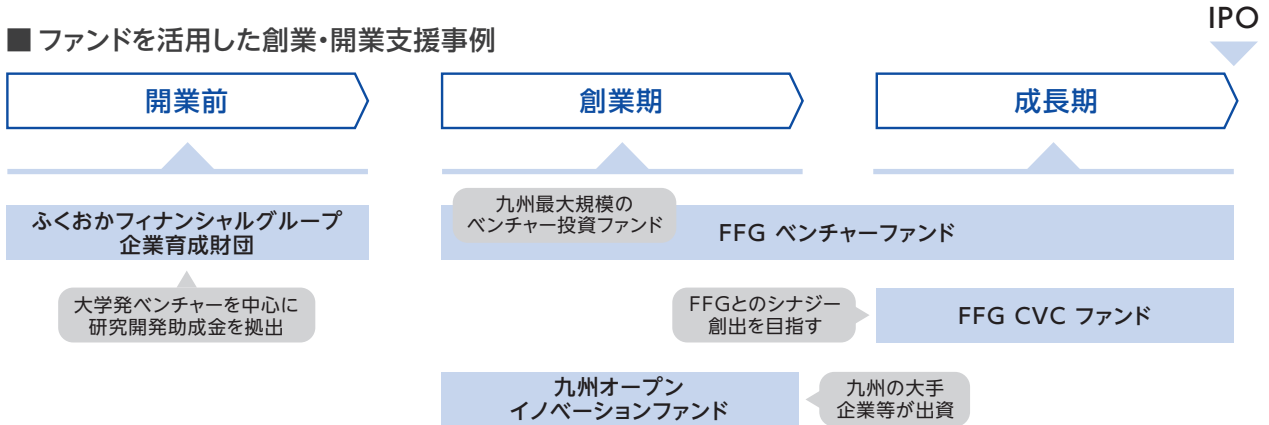 IPO
■ ファンドを活用した創業・開業支援事例
開業前
創業期
成長期
ふくおかフィナンシャルグループ
企業育成財団
大学発ベンチャーを中心に
研究開発助成金を拠出
九州最大規模の
ベンチャー投資ファンド
FFG ベンチャーファンド
FFGとのシナジー
創出を目指す
FFG CVC ファンド
九州オープン
イノベーションファンド
九州の大手
企業等が出資